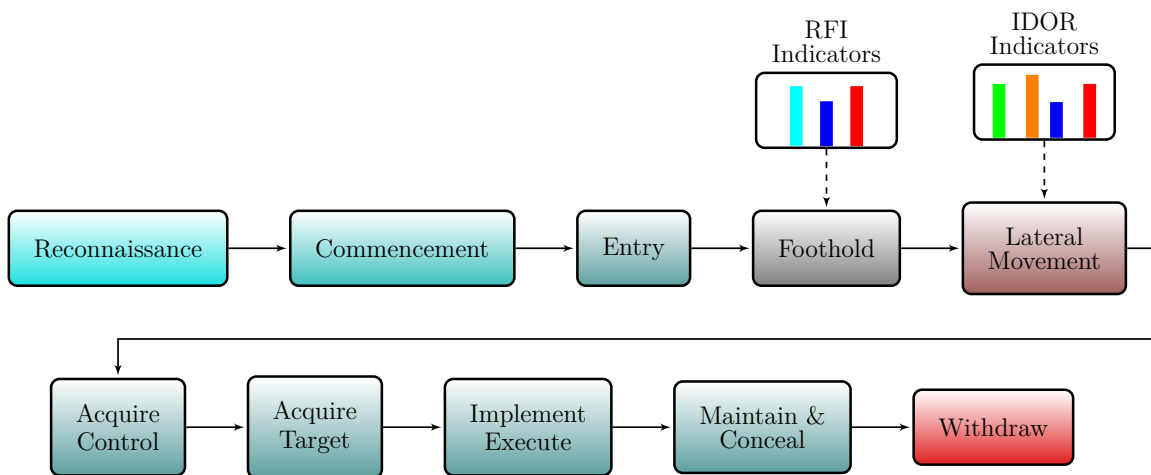 RFI
Indicators
IDOR
Indicators
Reconnaissance
Commencement
Entry
Foothold
Lateral
Movement
Acquire
Control
Acquire
Target
Implement
Execute
Maintain &
Conceal
Withdraw